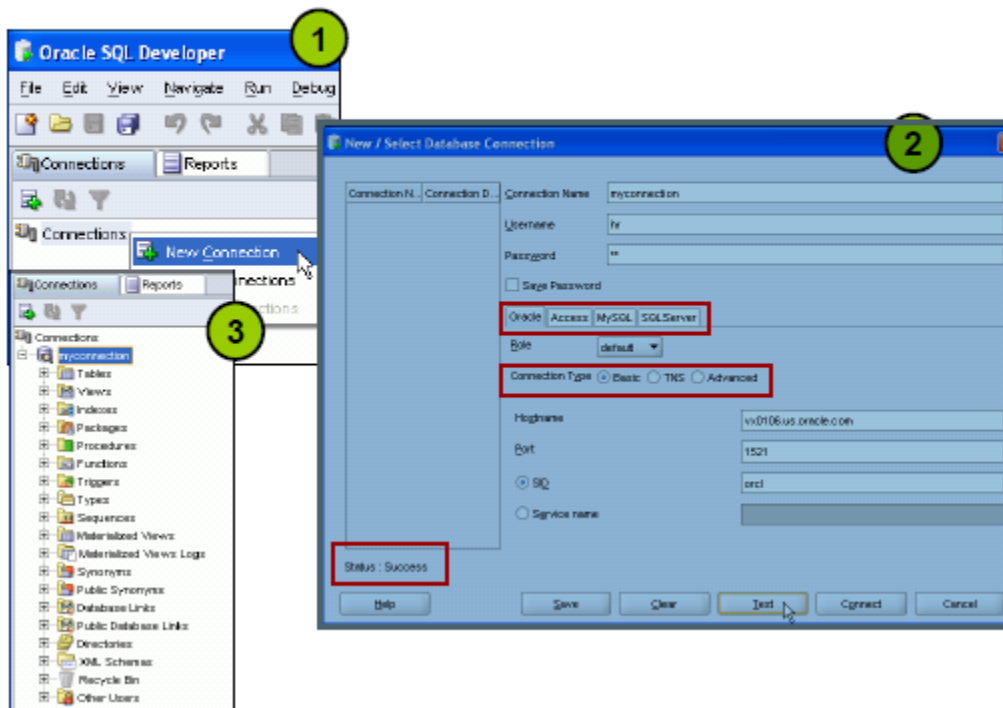 1
Oracle SQL Developer
File Edit View Navigate Run Debug
Connections Reports
Connections
New Connection
nnections
ctions
2
New / Select Database Connection
Connection N... Connection D...
Connection Name myconnection
Username hr
Password **
Save Password
Oracle Access MySQL SQLServer
Role default
Connection Type Basic TNS Advanced
Hostname vx0106.us.oracle.com
Port 1521
SID orcl
Service name
Status : Success
Help Save Clear Test Connect Cancel
3
Connections Reports
Connections
myconnection
Tables
Views
Indexes
Packages
Procedures
Functions
Triggers
Types
Sequences
Materialized Views
Materialized Views Logs
Synonyms
Public Synonyms
Database Links
Public Database Links
Directories
XML Schemas
Recycle Bin
Other Users